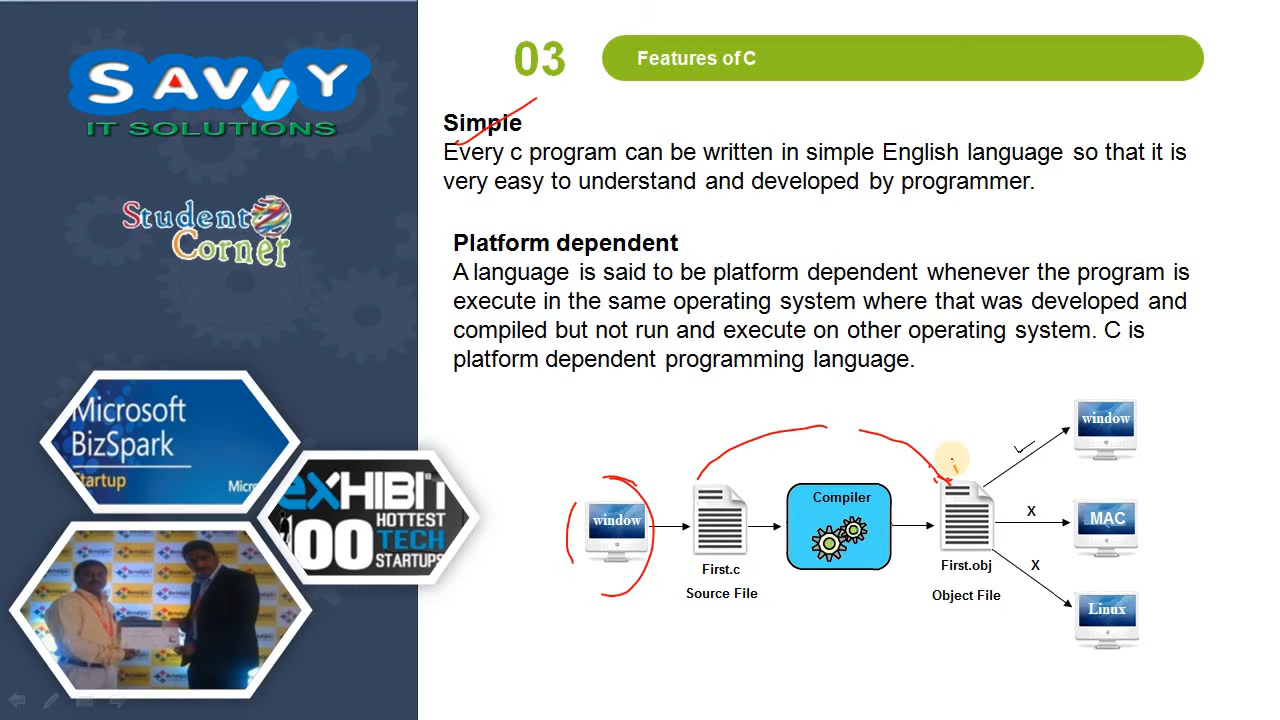 SAVVY
IT SOLUTIONS
Student
Corner
Microsoft
BizSpark
Startup
Micros
eXHIBIT
100
HOTTEST
TECH
STARTUPS
03
Features of C
Simple
Every c program can be written in simple English language so that it is
very easy to understand and developed by programmer.
Platform dependent
A language is said to be platform dependent whenever the program is
execute in the same operating system where that was developed and
compiled but not run and execute on other operating system. C is
platform dependent programming language.
window
First.c
Source File
Compiler
First.obj
Object File
window
X
MAC
X
Linux